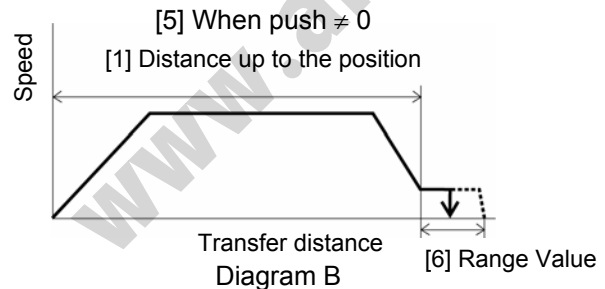 [5] When push ≠ 0
[1] Distance up to the position
Speed
Transfer distance
[6] Range Value
Diagram B